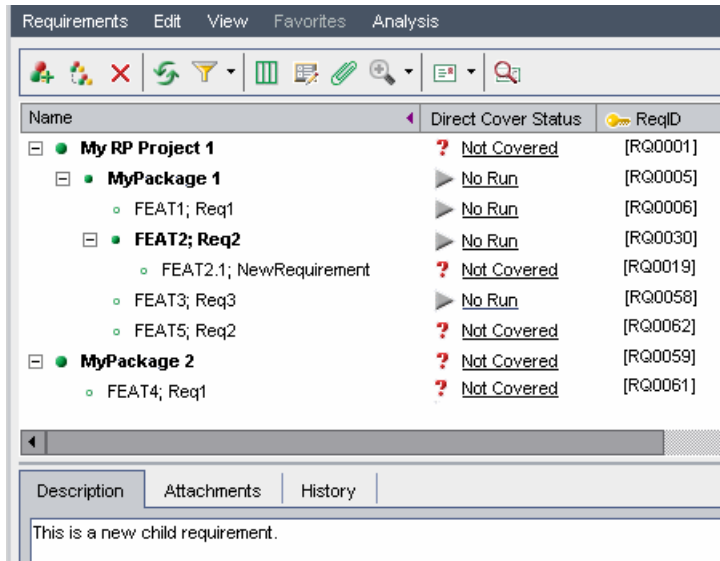 Requirements Edit View Favorites Analysis
Name Direct Cover Status ReqID
My RP Project 1 ? Not Covered [RQ0001]
MyPackage 1 No Run [RQ0005]
FEAT1; Req1 No Run [RQ0006]
FEAT2; Req2 No Run [RQ0030]
FEAT2.1; NewRequirement ? Not Covered [RQ0019]
FEAT3; Req3 No Run [RQ0058]
FEAT5; Req2 ? Not Covered [RQ0062]
MyPackage 2 ? Not Covered [RQ0059]
FEAT4; Req1 ? Not Covered [RQ0061]
Description Attachments History
This is a new child requirement.